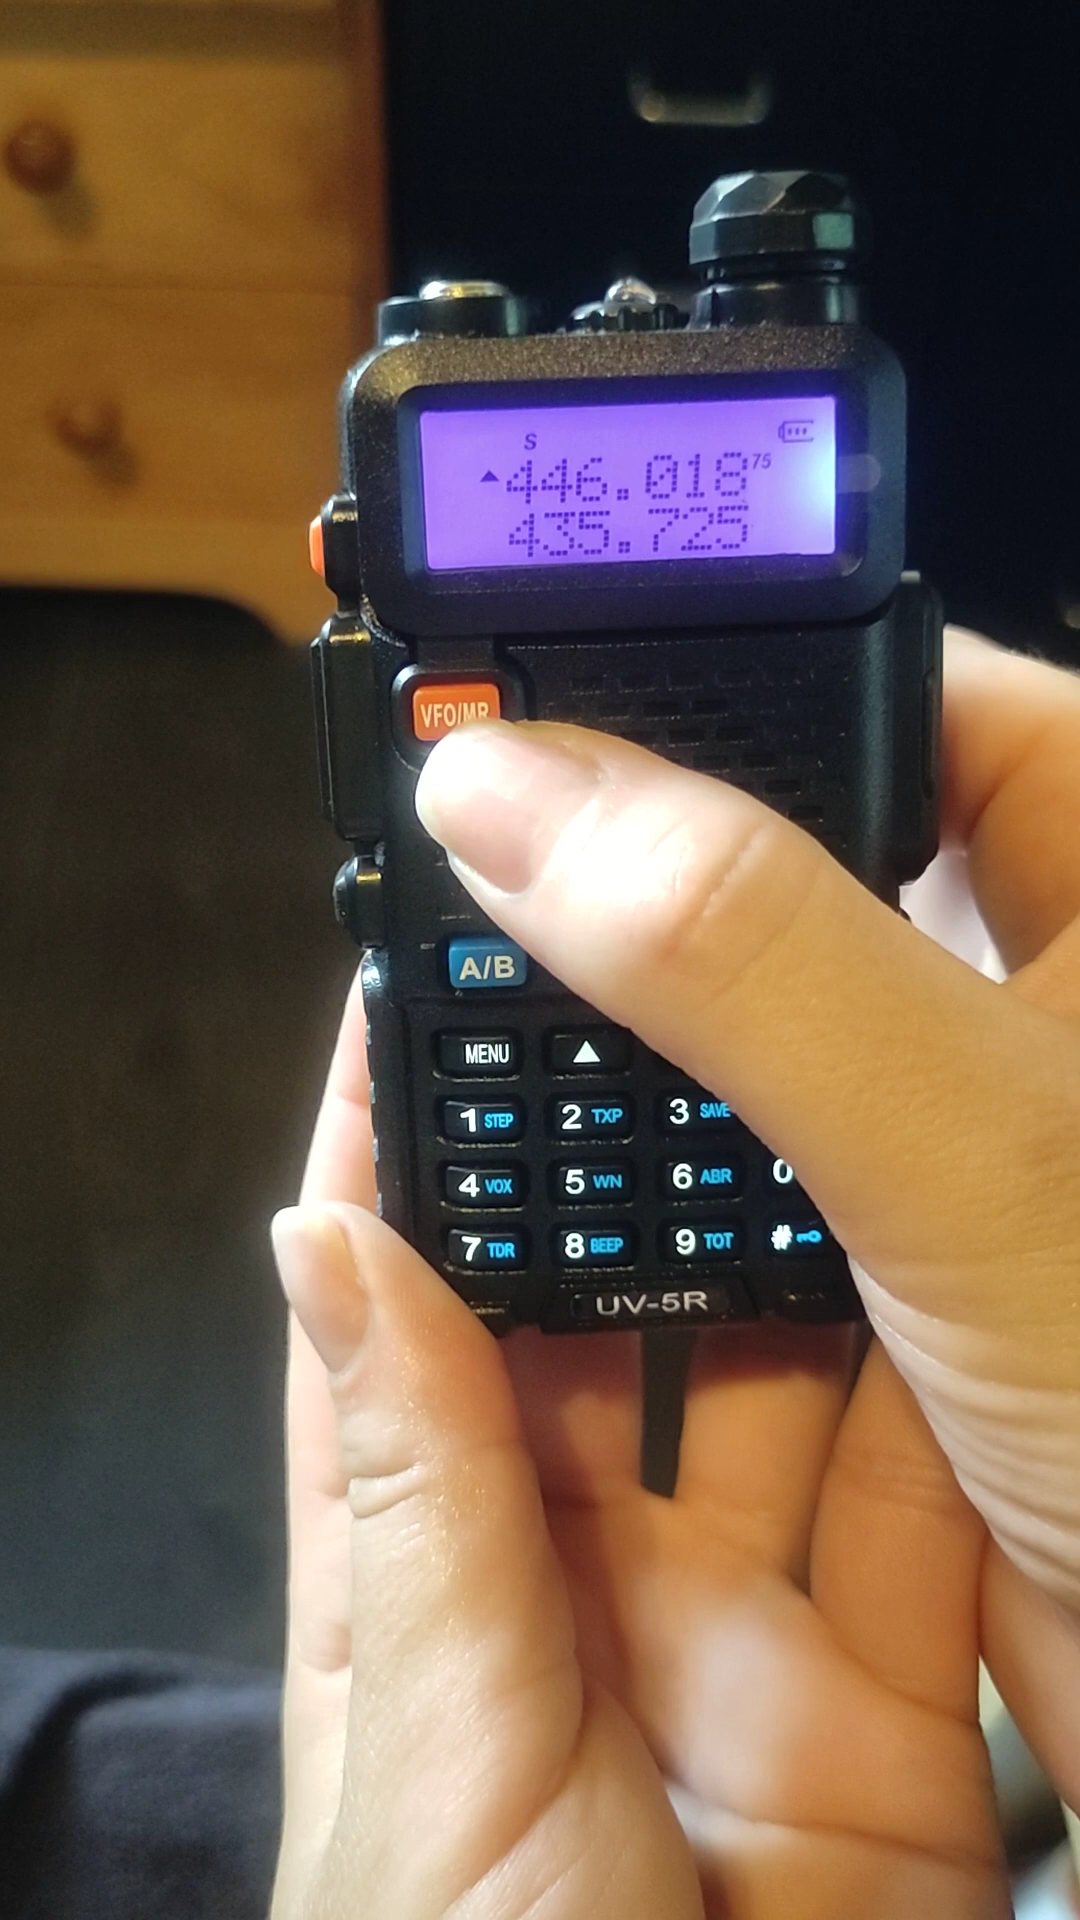 S
▲446.01875
435.725
VFO/MR
A/B
MENU ▲
1 STEP 2 TXP 3 SAVE
4 VOX 5 WN 6 ABR 0
7 TDR 8 BEEP 9 TOT #
UV-5R